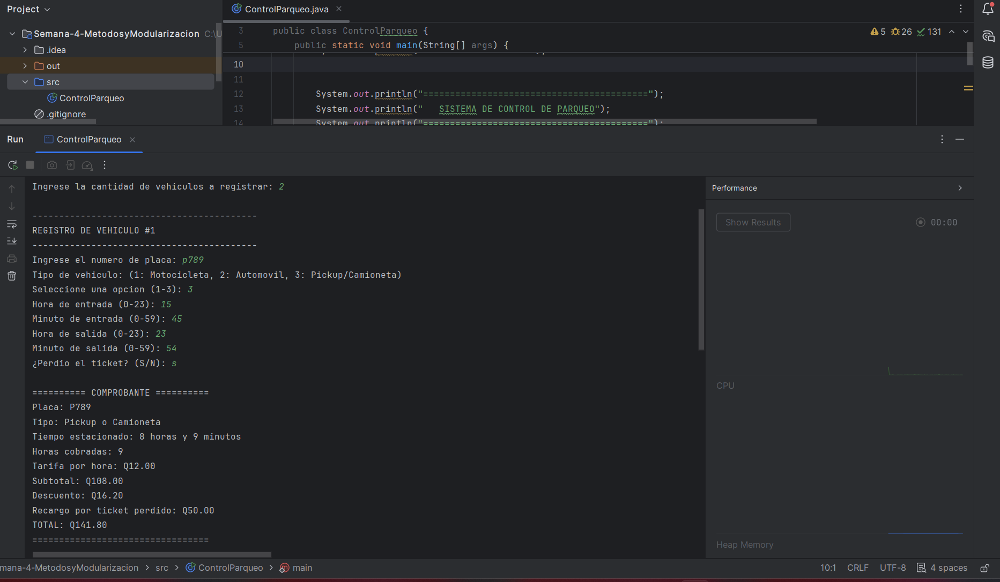 Project
ControlParqueo.java
Semana-4-MetodosyModularizacion C:\U
.idea
out
src
ControlParqueo
.gitignore
3 public class ControlParqueo {
5 public static void main(String[] args) {
5 26 131
10
11
12 System.out.println("==========================================");
13 System.out.println("   SISTEMA DE CONTROL DE PARQUEO");
14 System.out.println("==========================================");
Run
ControlParqueo
Ingrese la cantidad de vehiculos a registrar: 2
------------------------------------------
REGISTRO DE VEHICULO #1
------------------------------------------
Ingrese el numero de placa: p789
Tipo de vehiculo: (1: Motocicleta, 2: Automovil, 3: Pickup/Camioneta)
Seleccione una opcion (1-3): 3
Hora de entrada (0-23): 15
Minuto de entrada (0-59): 45
Hora de salida (0-23): 23
Minuto de salida (0-59): 54
¿Perdio el ticket? (S/N): s
========== COMPROBANTE ==========
Placa: P789
Tipo: Pickup o Camioneta
Tiempo estacionado: 8 horas y 9 minutos
Horas cobradas: 9
Tarifa por hora: Q12.00
Subtotal: Q108.00
Descuento: Q16.20
Recargo por ticket perdido: Q50.00
TOTAL: Q141.80
=================================
Performance
Show Results
00:00
CPU
Heap Memory
mana-4-MetodosyModularizacion > src > ControlParqueo > main
10:1 CRLF UTF-8 4 spaces